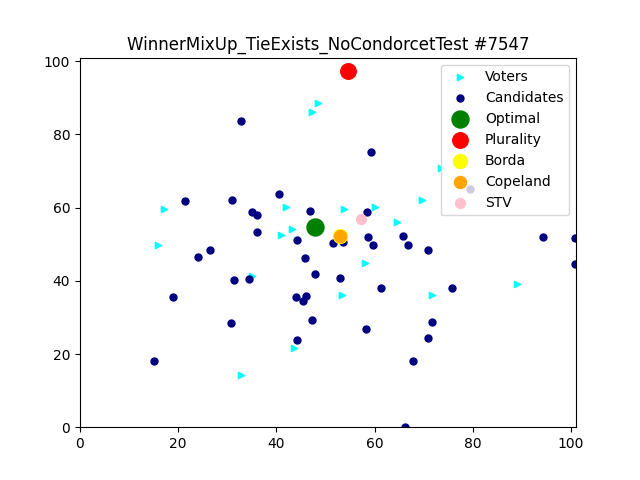 WinnerMixUp_TieExists_NoCondorcetTest #7547
100
80
60
40
20
0
0 20 40 60 80 100
Voters
Candidates
Optimal
Plurality
Borda
Copeland
STV